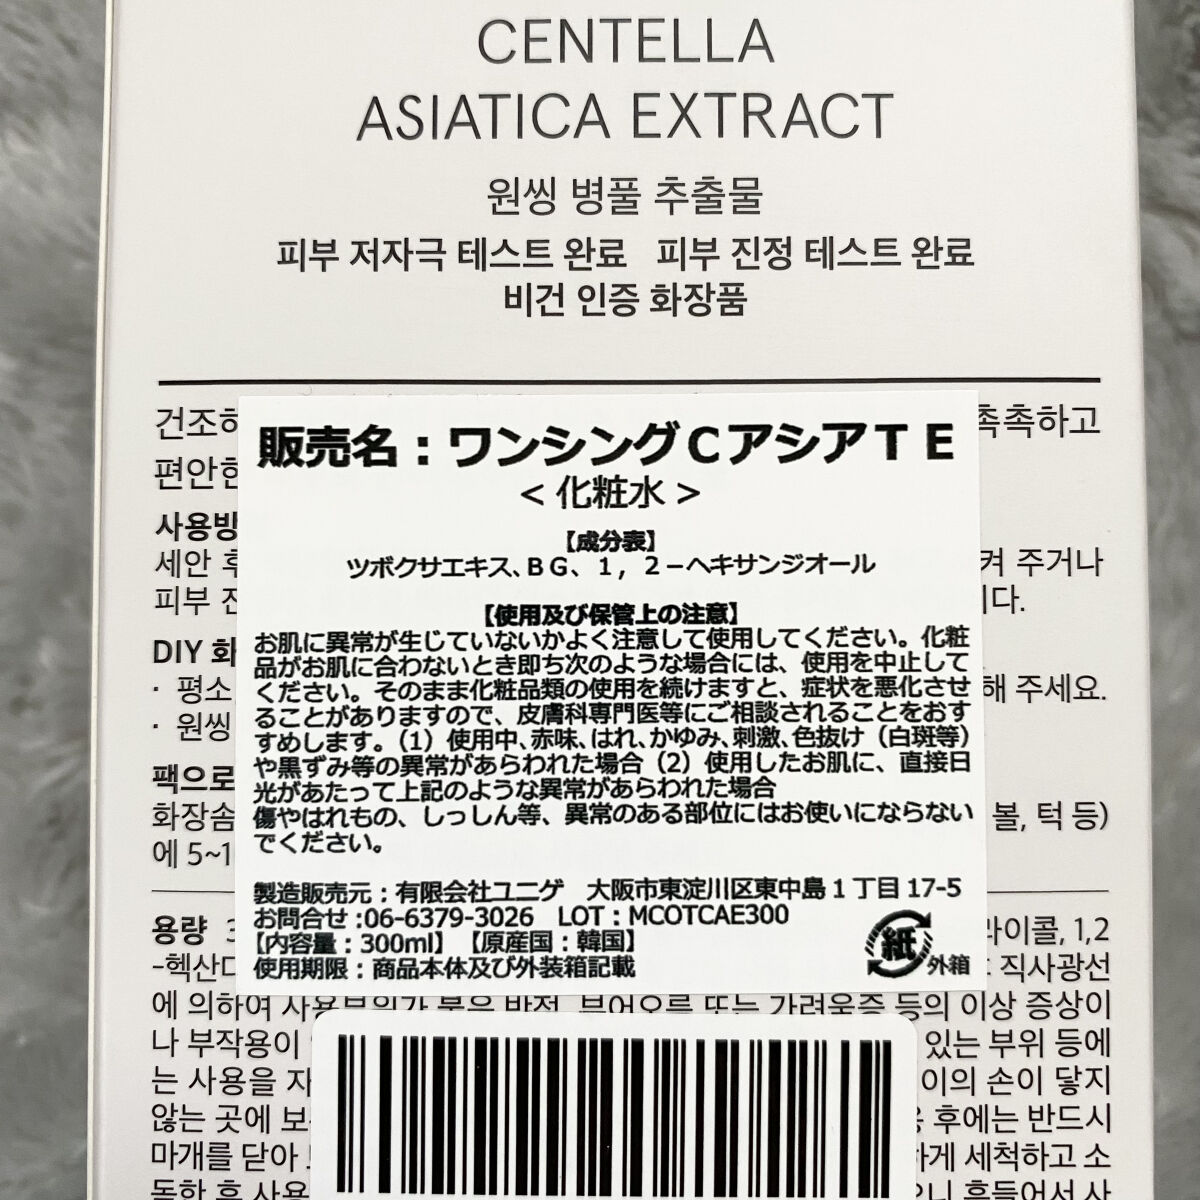 CENTELLA
ASIATICA EXTRACT
원씽 병풀 추출물
피부 저자극 테스트 완료 피부 진정 테스트 완료
비건 인증 화장품
건조하 촉촉하고
편안한
販売名：ワンシングＣアシアＴＥ
＜化粧水＞
【成分表】
ツボクサエキス、ＢＧ、１，２－ヘキサンジオール
【使用及び保管上の注意】
お肌に異常が生じていないかよく注意して使用してください。化粧
品がお肌に合わないとき即ち次のような場合には、使用を中止して
ください。そのまま化粧品類の使用を続けますと、症状を悪化させ
ることがありますので、皮膚科専門医等にご相談されることをおす
すめします。（1）使用中、赤味、はれ、かゆみ、刺激、色抜け（白斑等）
や黒ずみ等の異常があらわれた場合（2）使用したお肌に、直接日
光があたって上記のような異常があらわれた場合
傷やはれもの、しっしん等、異常のある部位にはお使いにならない
でください。
製造販売元：有限会社ユニゲ 大阪市東淀川区東中島１丁目17-5
お問合せ:06-6379-3026 LOT：MCOTCAE300
【内容量：300ml】【原産国：韓国】
使用期限：商品本体及び外装箱記載
紙 外箱
사용방
세안 후 켜 주거나
피부 진 니다.
DIY 화
· 평소 해 주세요.
· 원씽
팩으로
화장솜 볼, 턱 등)
에 5~1
용량 3 라이콜, 1,2
-헥산디 직사광선
에 의하여 사용부위가 붉은 반점, 부어오름 또는 가려움증 등의 이상 증상이
나 부작용이 있는 부위 등에
는 사용을 자 이의 손이 닿지
않는 곳에 보 용 후에는 반드시
마개를 닫아 하게 세척하고 소
독한 후 사용 으니 흔들어서 사